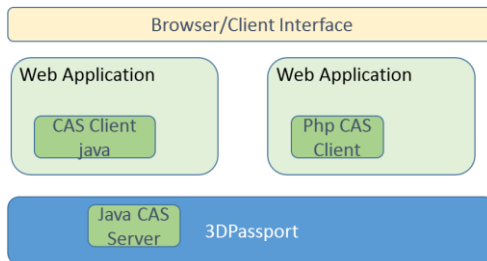 Browser/Client Interface
Web Application
CAS Client
java
Web Application
Php CAS
Client
Java CAS
Server
3DPassport